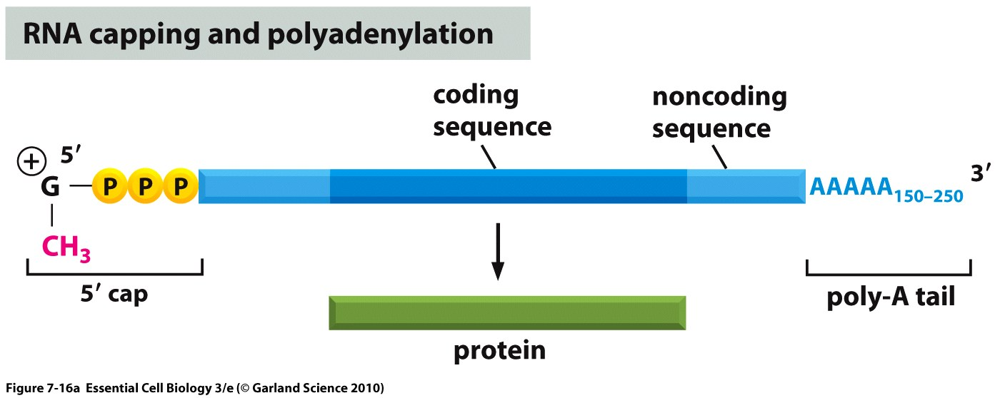 RNA capping and polyadenylation
coding
sequence
noncoding
sequence
+
5′
3′
G
P P P
AAAAA150–250
CH3
5′ cap
poly-A tail
protein
Figure 7-16a Essential Cell Biology 3/e (© Garland Science 2010)